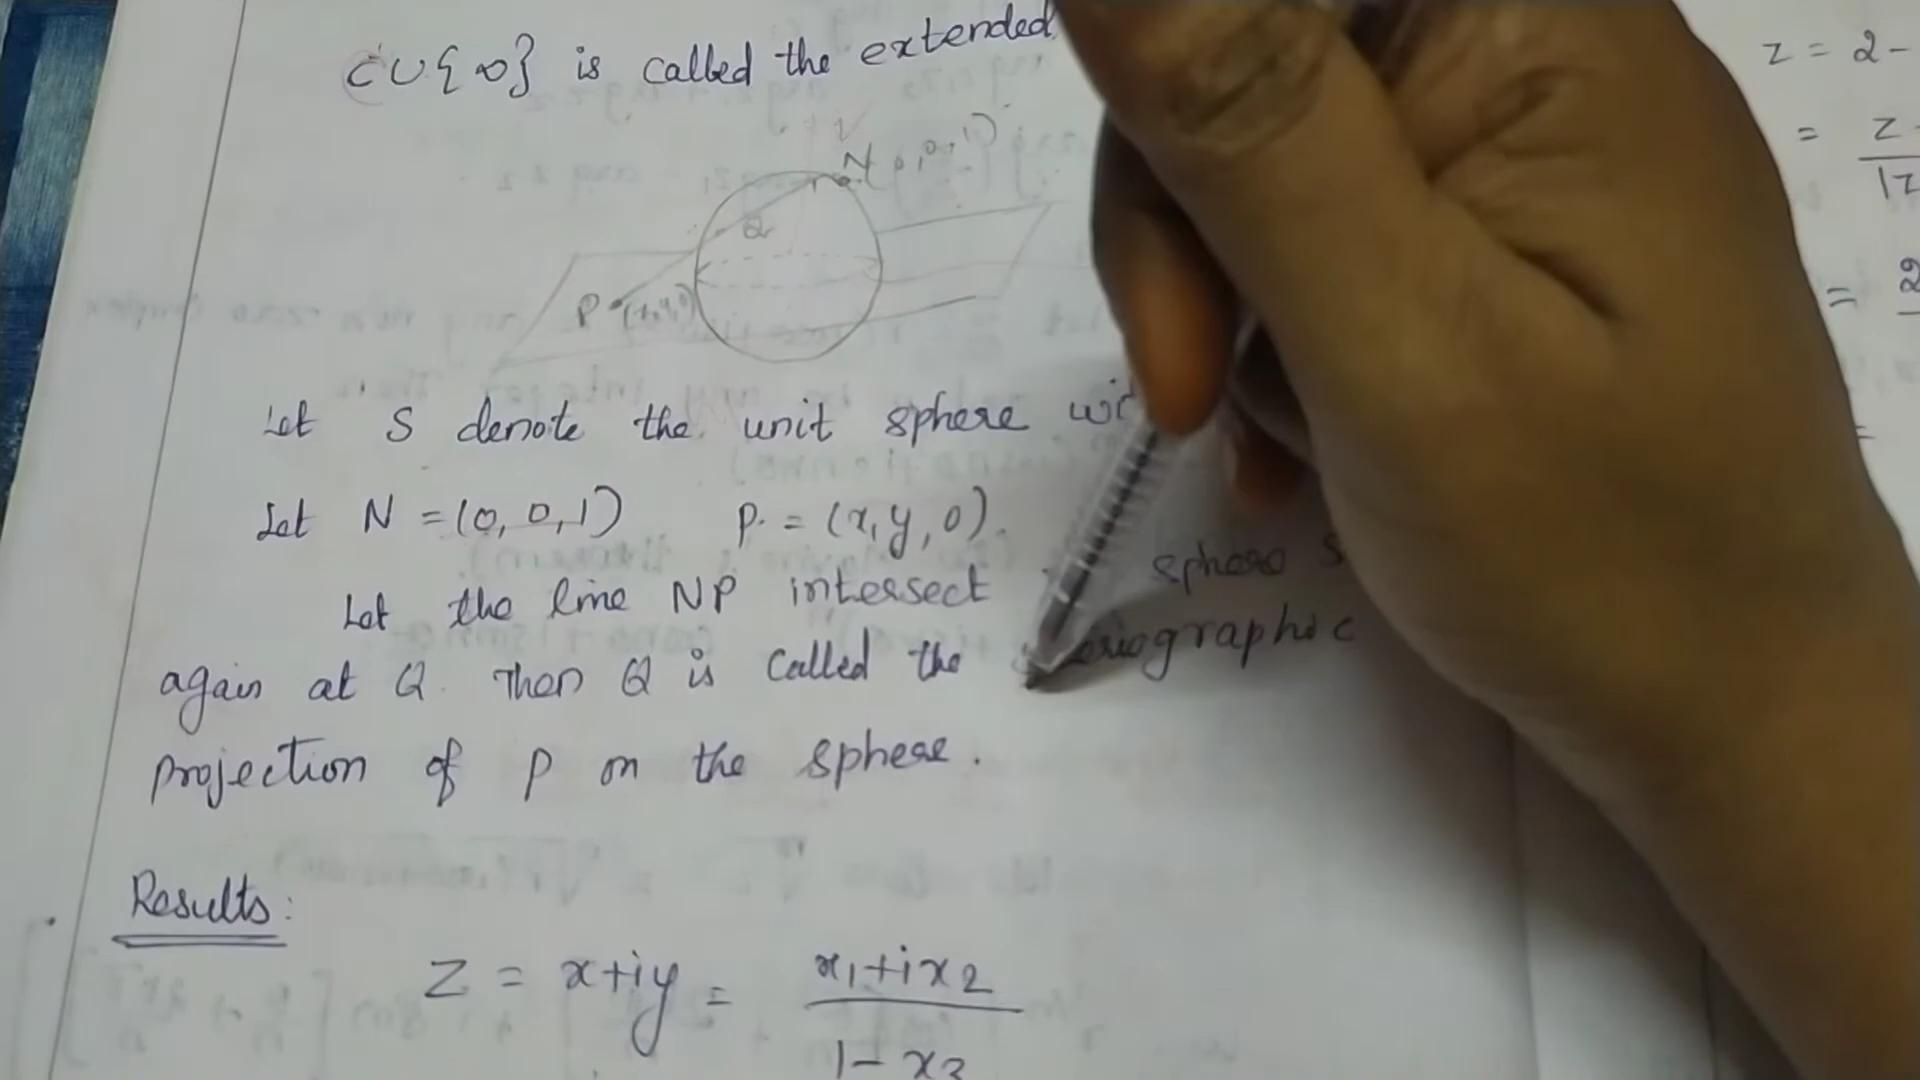 C∪{∞} is called the extended
N(0,0,1)
Q
P (x,y,0)
Let S denote the unit sphere
Let N = (0, 0, 1) P. = (x, y, 0).
Let the line NP intersect sphere S
again at Q. Then Q is called the
projection of P on the sphere.
Results:
Z = x+iy = x1+ix2
1- x3
z = 2 -
=
=